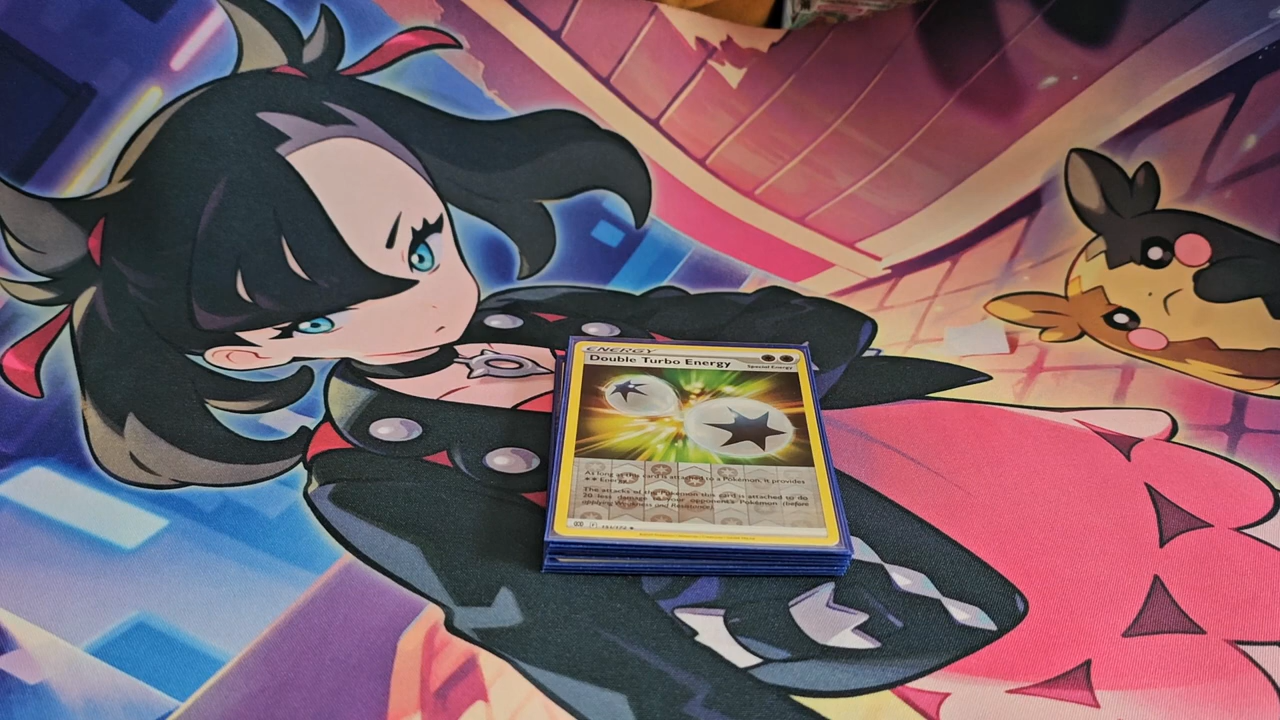 ENERGY
Double Turbo Energy
Special Energy
As long as this card is attached to a Pokémon, it provides
Energy.
The attacks of the Pokémon this card is attached to do
20 less damage to your opponent's Pokémon (before
applying Weakness and Resistance).
151/172